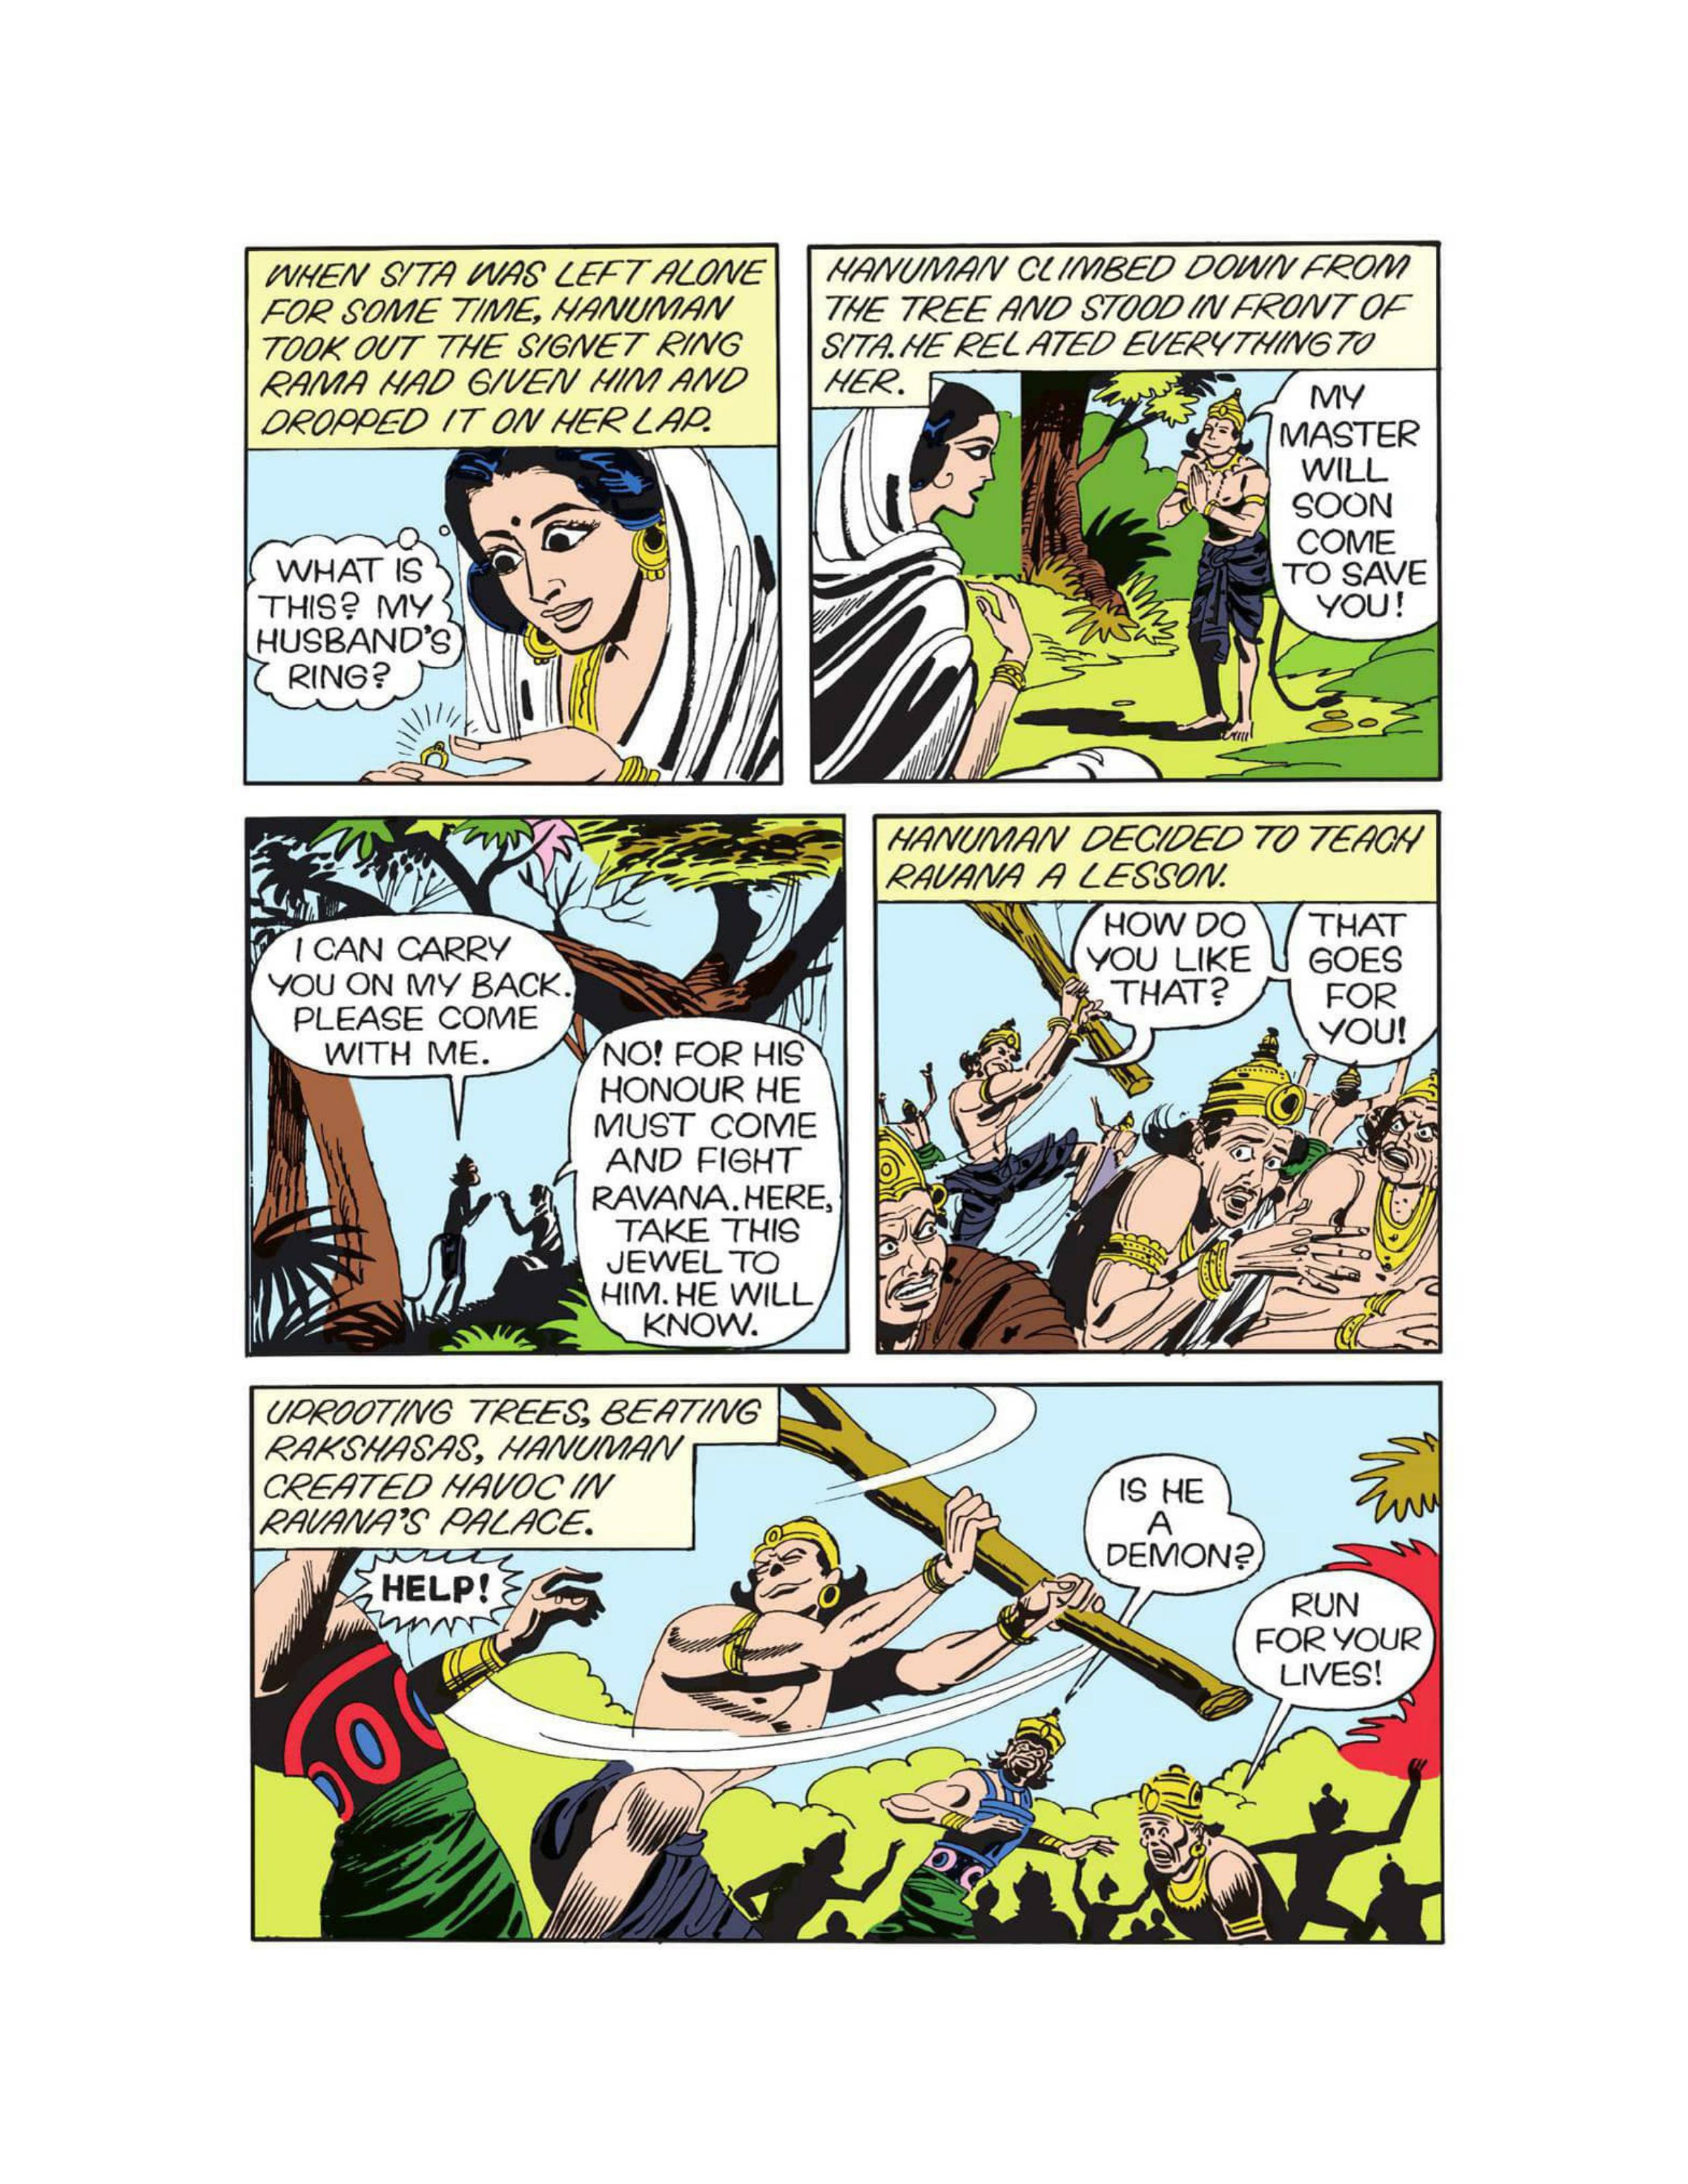 WHEN SITA WAS LEFT ALONE
FOR SOME TIME, HANUMAN
TOOK OUT THE SIGNET RING
RAMA HAD GIVEN HIM AND
DROPPED IT ON HER LAP.
WHAT IS
THIS? MY
HUSBAND'S
RING?
HANUMAN CLIMBED DOWN FROM
THE TREE AND STOOD IN FRONT OF
SITA. HE RELATED EVERYTHING TO
HER.
MY
MASTER
WILL
SOON
COME
TO SAVE
YOU!
I CAN CARRY
YOU ON MY BACK.
PLEASE COME
WITH ME.
NO! FOR HIS
HONOUR HE
MUST COME
AND FIGHT
RAVANA. HERE,
TAKE THIS
JEWEL TO
HIM. HE WILL
KNOW.
HANUMAN DECIDED TO TEACH
RAVANA A LESSON.
HOW DO
YOU LIKE
THAT?
THAT
GOES
FOR
YOU!
UPROOTING TREES, BEATING
RAKSHASAS, HANUMAN
CREATED HAVOC IN
RAVANA'S PALACE.
HELP!
IS HE
A
DEMON?
RUN
FOR YOUR
LIVES!